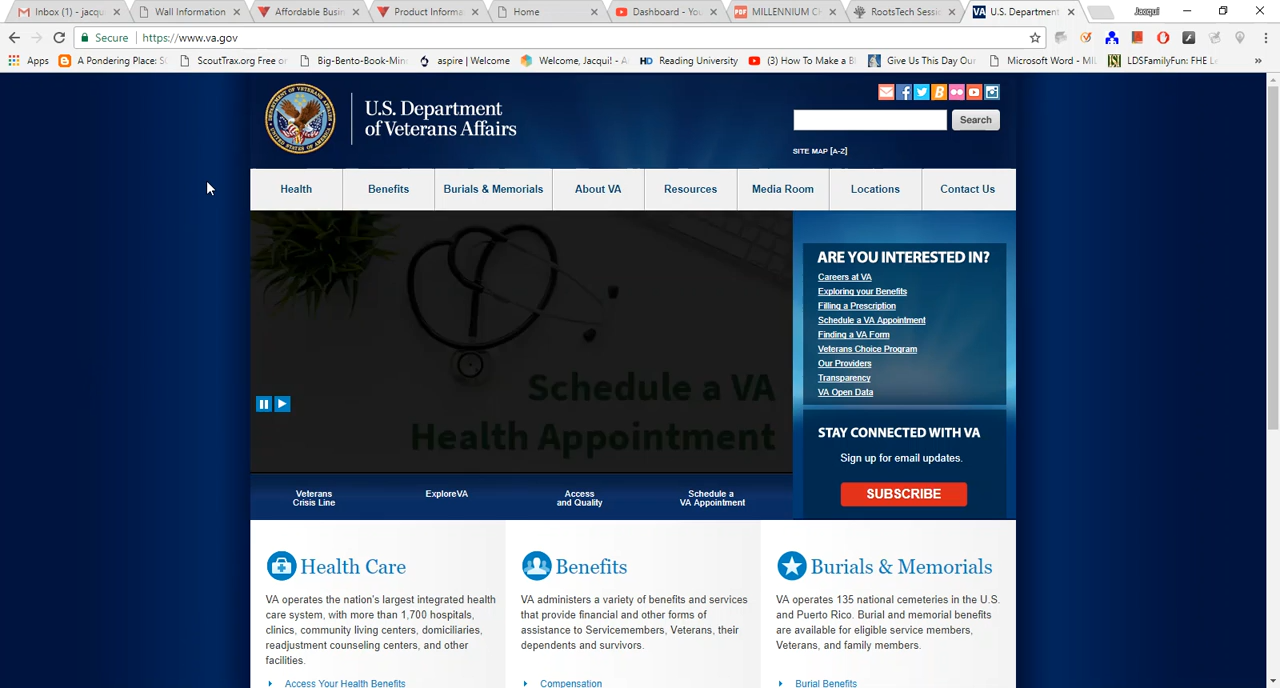 Inbox (1) - jacqu
Wall Information
Affordable Busin
Product Informa
Home
Dashboard - You
MILLENNIUM C
RootsTech Sessi
U.S. Department
Jacqui
Secure
https://www.va.gov
Apps
A Pondering Place: S
ScoutTrax.org Free or
Big-Bento-Book-Mini
aspire | Welcome
Welcome, Jacqui! - A
HD Reading University
(3) How To Make a B
Give Us This Day Our
Microsoft Word - MIL
LDSFamilyFun: FHE Le
U.S. Department
of Veterans Affairs
Search
SITE MAP [A-Z]
Health
Benefits
Burials & Memorials
About VA
Resources
Media Room
Locations
Contact Us
Schedule a VA
Health Appointment
ARE YOU INTERESTED IN?
Careers at VA
Exploring your Benefits
Filling a Prescription
Schedule a VA Appointment
Finding a VA Form
Veterans Choice Program
Our Providers
Transparency
VA Open Data
STAY CONNECTED WITH VA
Sign up for email updates.
SUBSCRIBE
Veterans
Crisis Line
ExploreVA
Access
and Quality
Schedule a
VA Appointment
Health Care
VA operates the nation's largest integrated health
care system, with more than 1,700 hospitals,
clinics, community living centers, domiciliaries,
readjustment counseling centers, and other
facilities.
Access Your Health Benefits
Benefits
VA administers a variety of benefits and services
that provide financial and other forms of
assistance to Servicemembers, Veterans, their
dependents and survivors.
Compensation
Burials & Memorials
VA operates 135 national cemeteries in the U.S.
and Puerto Rico. Burial and memorial benefits
are available for eligible service members,
Veterans, and family members.
Burial Benefits